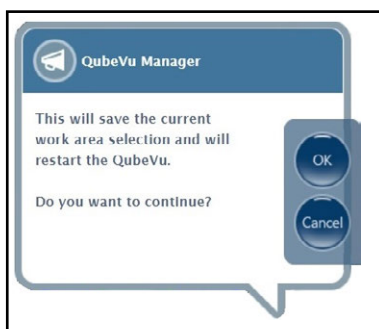 QubeVu Manager
This will save the current
work area selection and will
restart the QubeVu.
Do you want to continue?
OK
Cancel